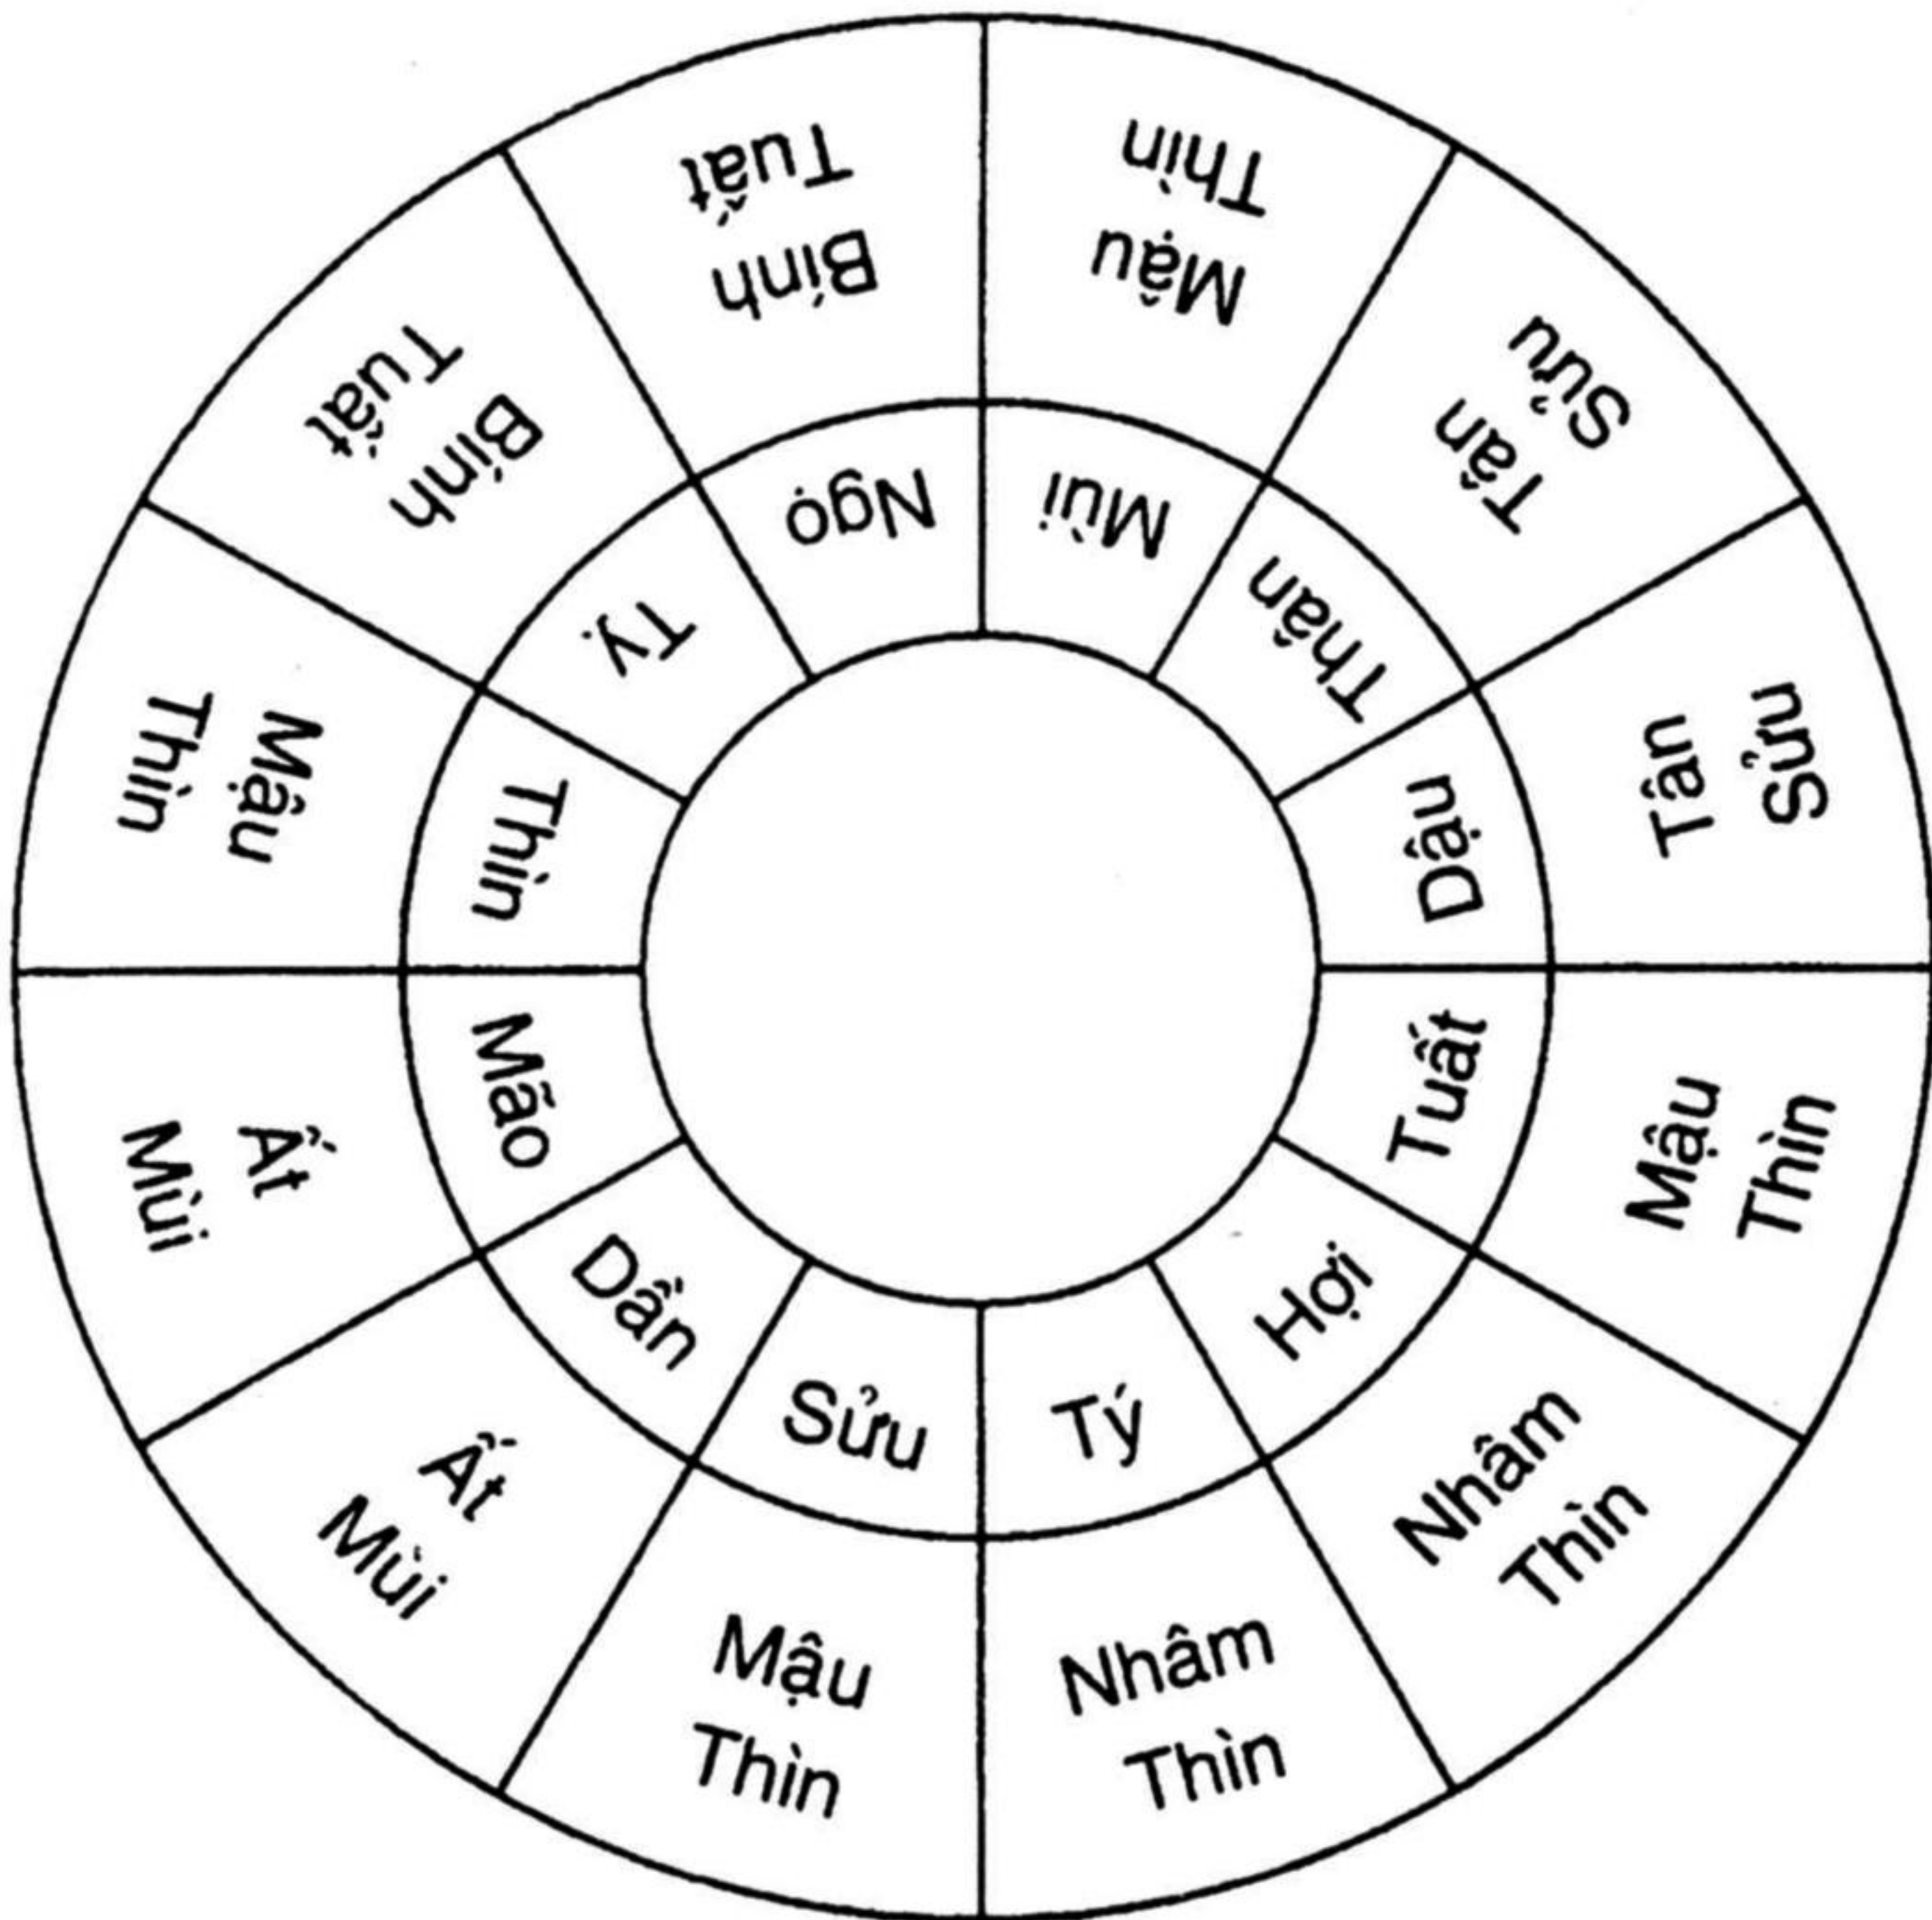 Tý
Nhâm
Thìn
Sửu
Mậu
Thìn
Dần
Ất
Mùi
Mão
Ất
Mùi
Thìn
Mậu
Thìn
Tỵ
Bính
Tuất
Ngọ
Bính
Tuất
Mùi
Mậu
Thìn
Thân
Tân
Sửu
Dậu
Tân
Sửu
Tuất
Mậu
Thìn
Hợi
Nhâm
Thìn